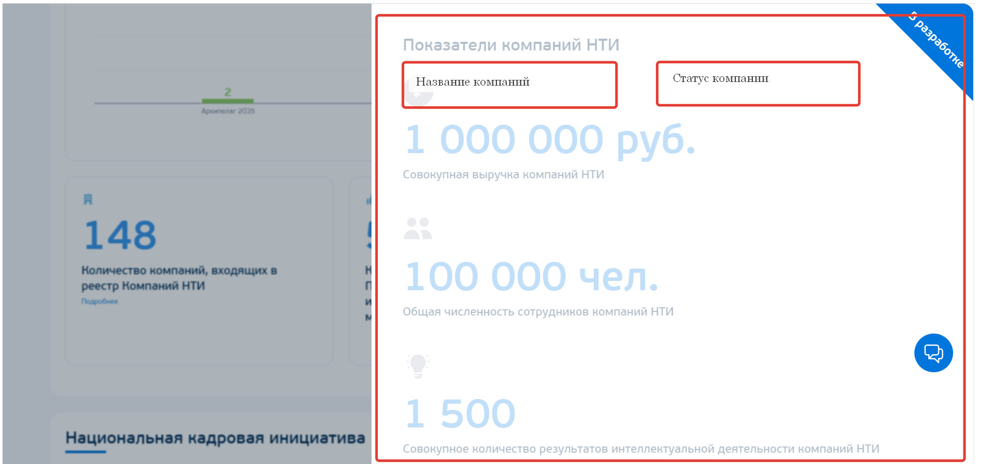 2
Архипелаг 2035
148
Количество компаний, входящих в
реестр Компаний НТИ
Подробнее
Национальная кадровая инициатива
В разработке
Показатели компаний НТИ
Название компаний
Статус компании
1 000 000 руб.
Совокупная выручка компаний НТИ
100 000 чел.
Общая численность сотрудников компаний НТИ
1 500
Совокупное количество результатов интеллектуальной деятельности компаний НТИ